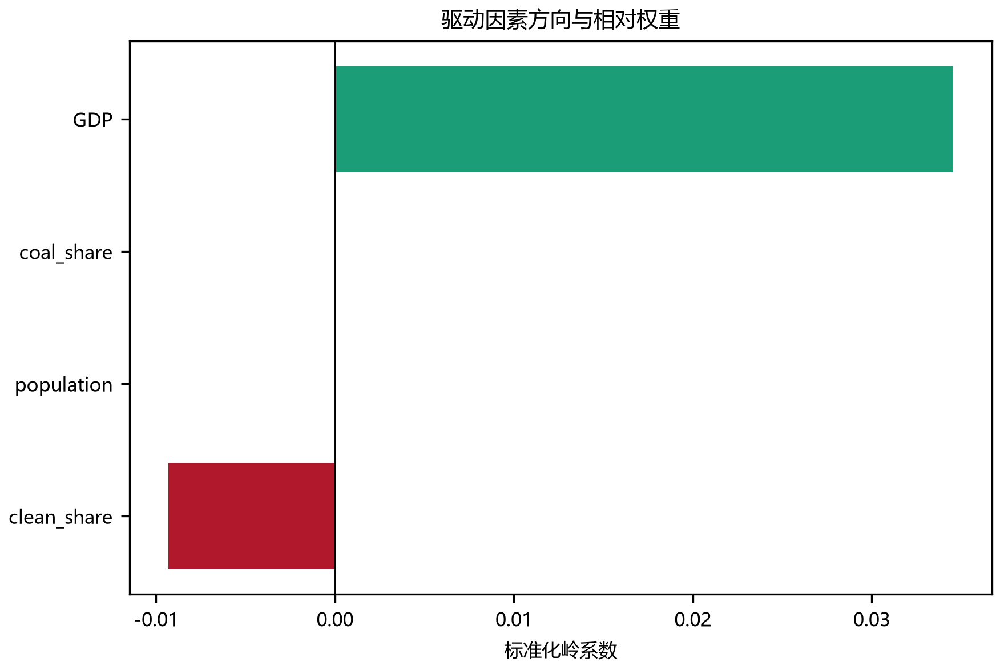 驱动因素方向与相对权重
GDP
coal_share
population
clean_share
-0.01
0.00
0.01
0.02
0.03
标准化岭系数